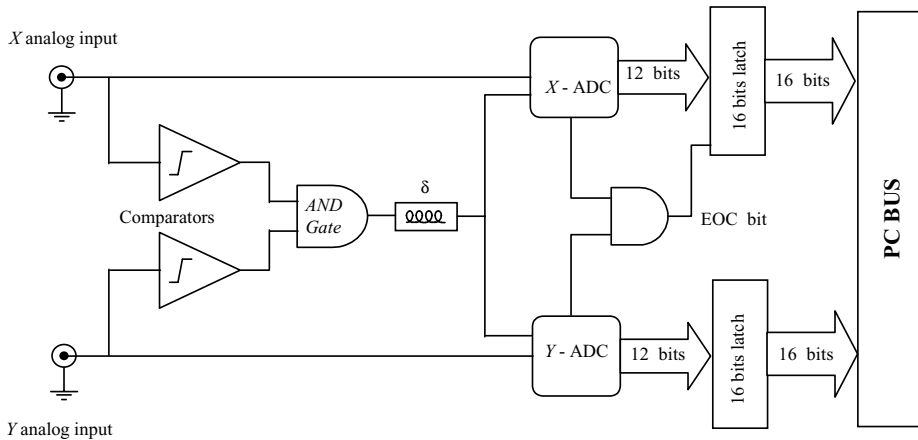 X analog input
X - ADC
12 bits
16 bits latch
16 bits
PC BUS
Comparators
AND
Gate
δ
EOC bit
Y - ADC
12 bits
16 bits latch
16 bits
Y analog input